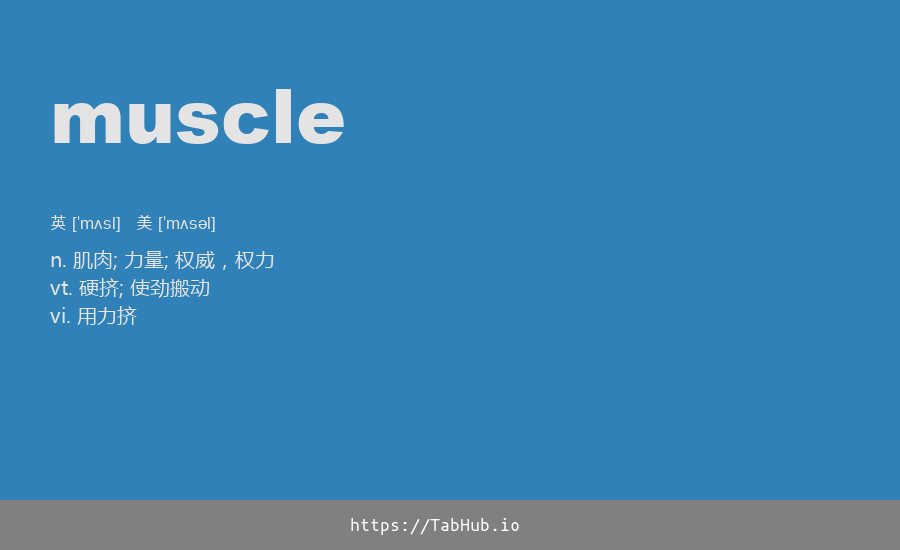 muscle
英 [ˈmʌsl] 美 [ˈmʌsəl]
n. 肌肉; 力量; 权威，权力
vt. 硬挤; 使劲搬动
vi. 用力挤
https://TabHub.io